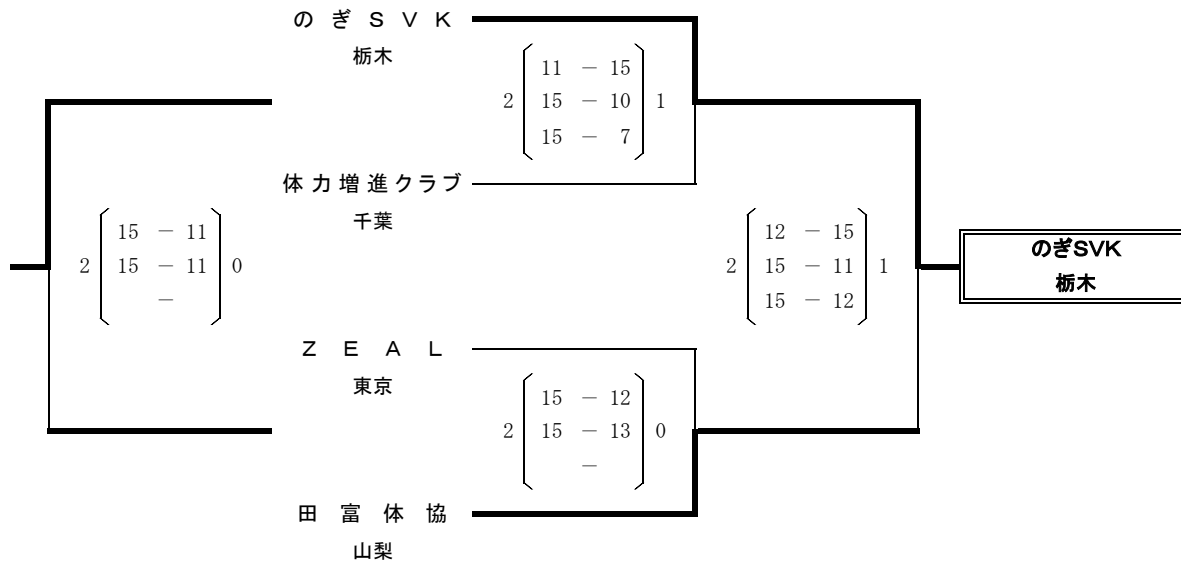 のぎSVK
栃木
11 － 15
2 15 － 10 1
15 － 7
体力増進クラブ
千葉
15 － 11
2 15 － 11 0
－
12 － 15
2 15 － 11 1
15 － 12
のぎSVK
栃木
ZEAL
東京
15 － 12
2 15 － 13 0
－
田富体協
山梨